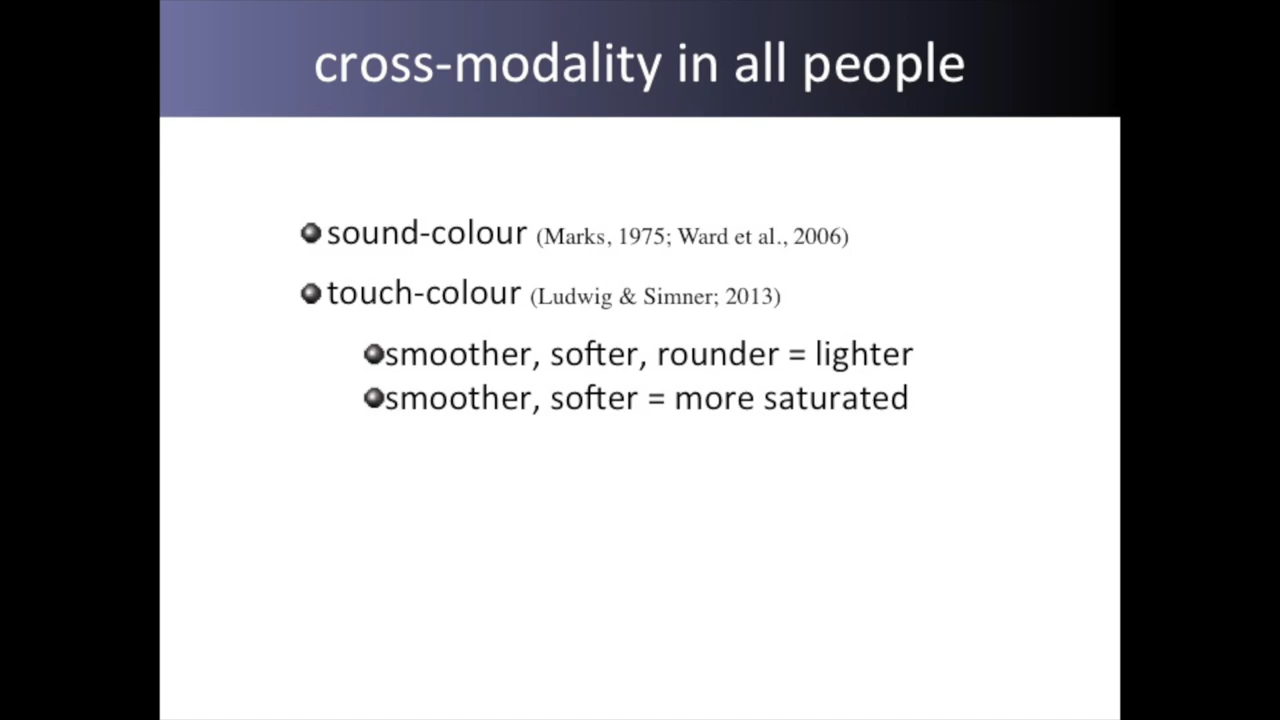 cross-modality in all people
sound-colour (Marks, 1975; Ward et al., 2006)
touch-colour (Ludwig & Simner; 2013)
smoother, softer, rounder = lighter
smoother, softer = more saturated